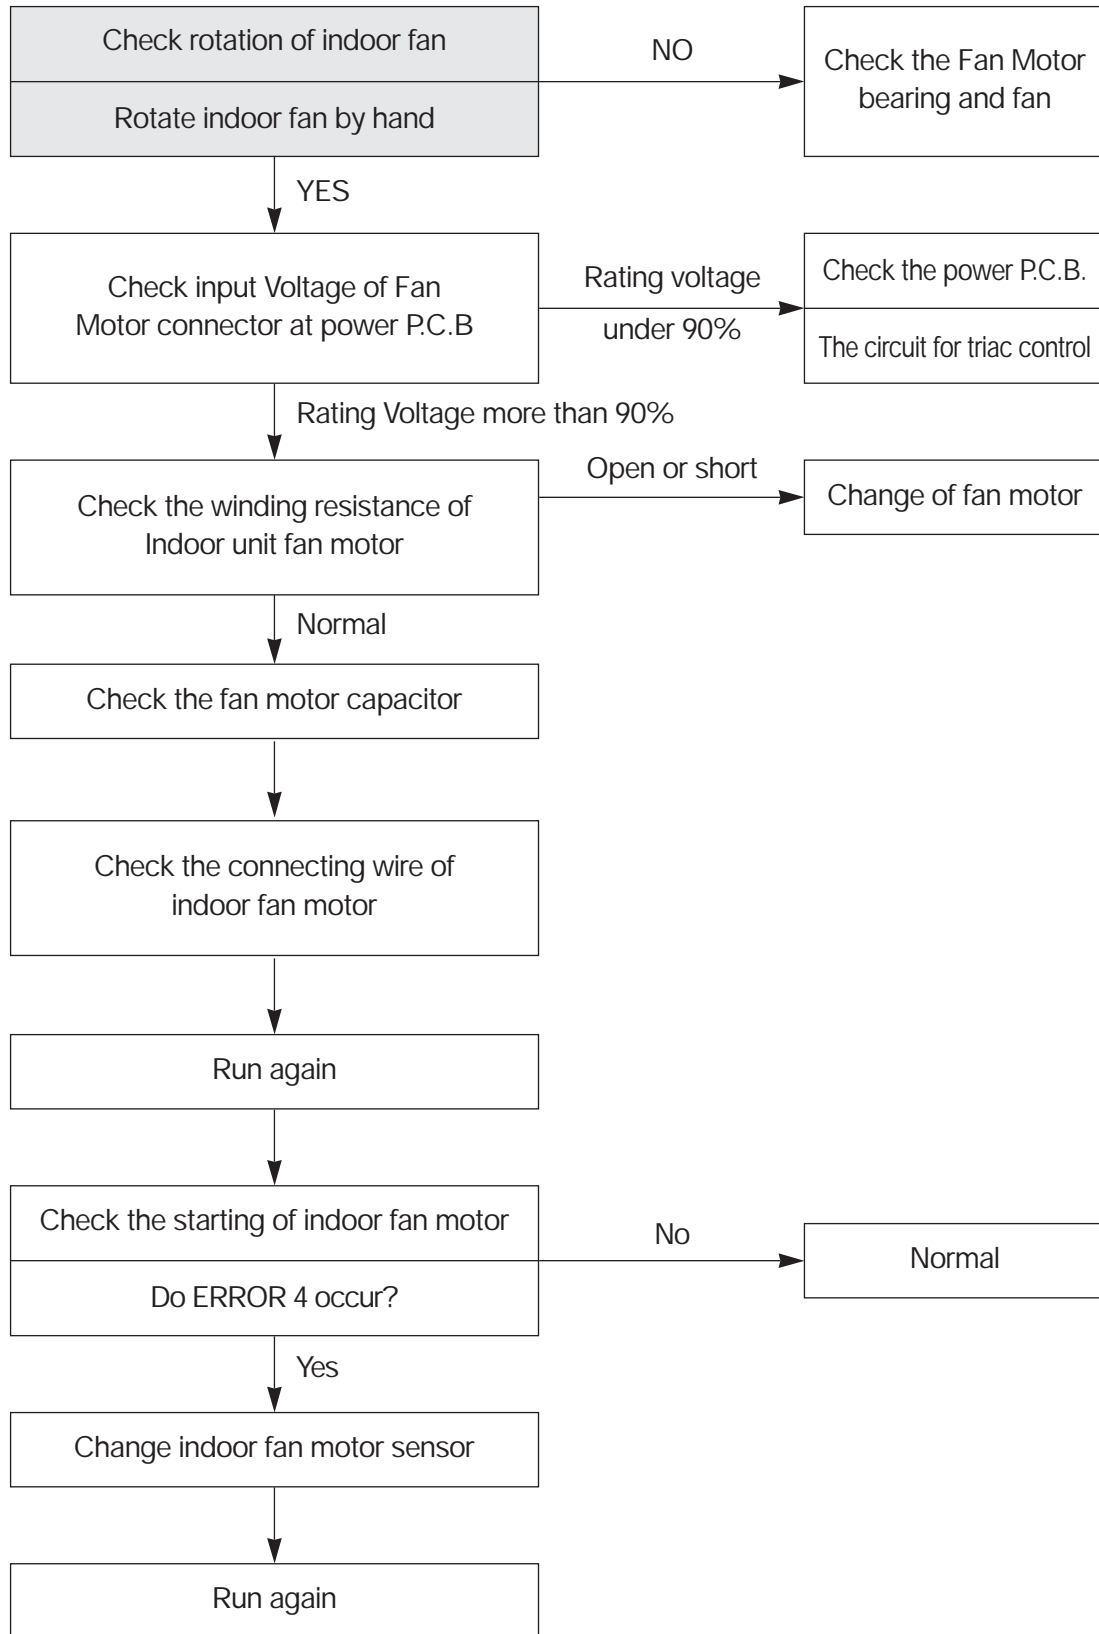 Check rotation of indoor fan
Rotate indoor fan by hand
NO
Check the Fan Motor
bearing and fan
YES
Check input Voltage of Fan
Motor connector at power P.C.B
Rating voltage
under 90%
Check the power P.C.B.
The circuit for triac control
Rating Voltage more than 90%
Check the winding resistance of
Indoor unit fan motor
Open or short
Change of fan motor
Normal
Check the fan motor capacitor
Check the connecting wire of
indoor fan motor
Run again
Check the starting of indoor fan motor
Do ERROR 4 occur?
No
Normal
Yes
Change indoor fan motor sensor
Run again